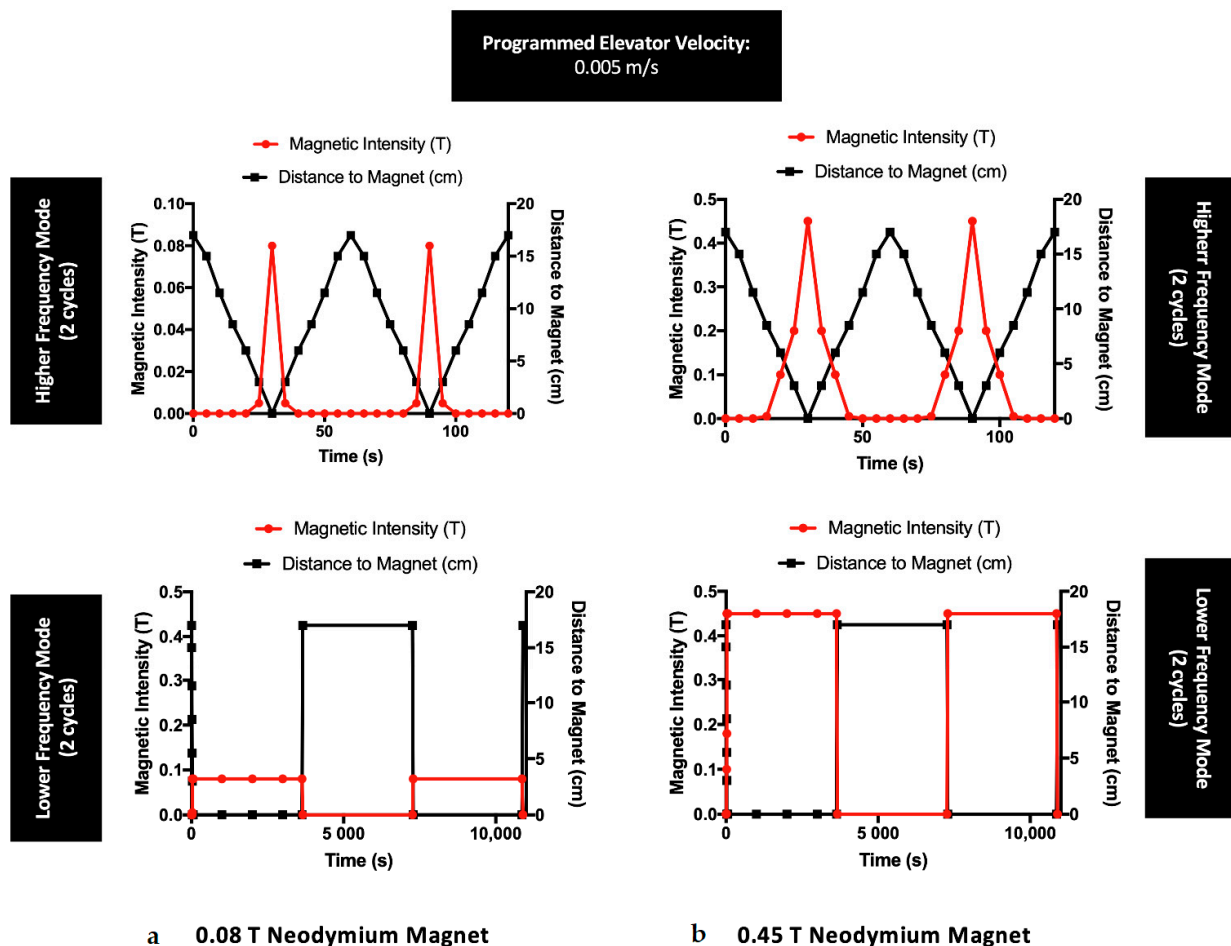 Programmed Elevator Velocity:
0.005 m/s
Higher Frequency Mode
(2 cycles)
Magnetic Intensity (T)
Distance to Magnet (cm)
Magnetic Intensity (T)
0.10
0.08
0.06
0.04
0.02
0.00
20
15
10
5
0
Distance to Magnet (cm)
0
50
100
Time (s)
Magnetic Intensity (T)
Distance to Magnet (cm)
Magnetic Intensity (T)
0.5
0.4
0.3
0.2
0.1
0.0
20
15
10
5
0
Distance to Magnet (cm)
0
50
100
Time (s)
Higherr Frequency Mode
(2 cycles)
Lower Frequency Mode
(2 cycles)
Magnetic Intensity (T)
Distance to Magnet (cm)
Magnetic Intensity (T)
0.5
0.4
0.3
0.2
0.1
0.0
20
15
10
5
0
Distance to Magnet (cm)
0
5 000
10,000
Time (s)
Magnetic Intensity (T)
Distance to Magnet (cm)
Magnetic Intensity (T)
0.5
0.4
0.3
0.2
0.1
0.0
20
15
10
5
0
Distance to Magnet (cm)
0
5 000
10,000
Time (s)
Lower Frequency Mode
(2 cycles)
a 0.08 T Neodymium Magnet
b 0.45 T Neodymium Magnet